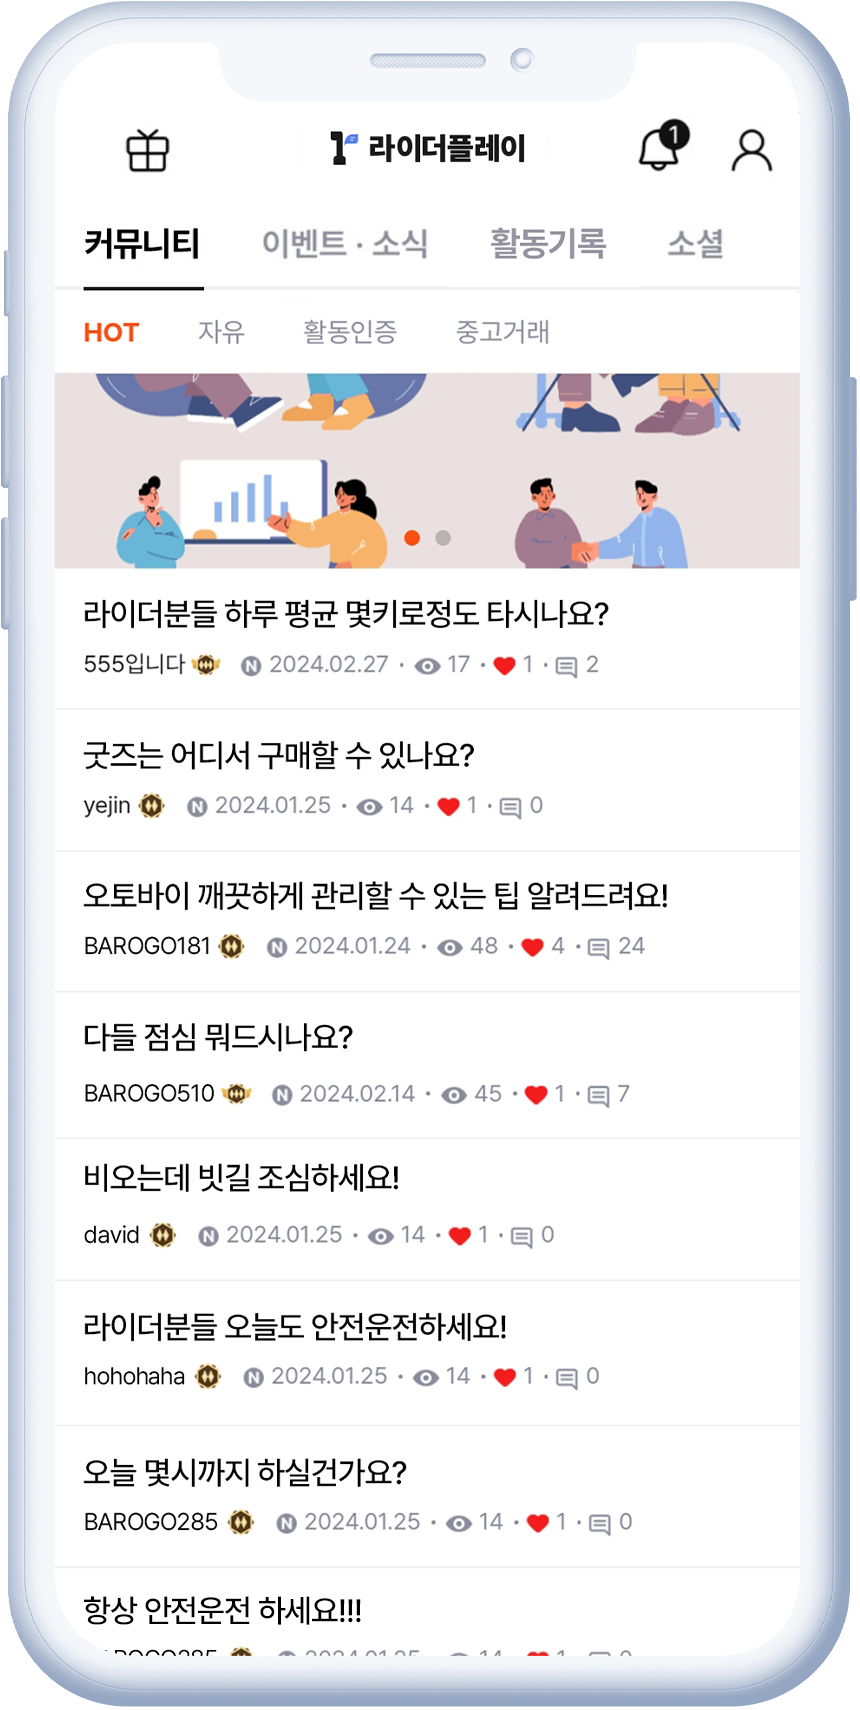 라이더플레이 1
커뮤니티 이벤트 · 소식 활동기록 소셜
HOT 자유 활동인증 중고거래
라이더분들 하루 평균 몇키로정도 타시나요?
555입니다 N 2024.02.27 · 17 · 1 · 2
굿즈는 어디서 구매할 수 있나요?
yejin N 2024.01.25 · 14 · 1 · 0
오토바이 깨끗하게 관리할 수 있는 팁 알려드려요!
BAROGO181 N 2024.01.24 · 48 · 4 · 24
다들 점심 뭐드시나요?
BAROGO510 N 2024.02.14 · 45 · 1 · 7
비오는데 빗길 조심하세요!
david N 2024.01.25 · 14 · 1 · 0
라이더분들 오늘도 안전운전하세요!
hohohaha N 2024.01.25 · 14 · 1 · 0
오늘 몇시까지 하실건가요?
BAROGO285 N 2024.01.25 · 14 · 1 · 0
항상 안전운전 하세요!!!